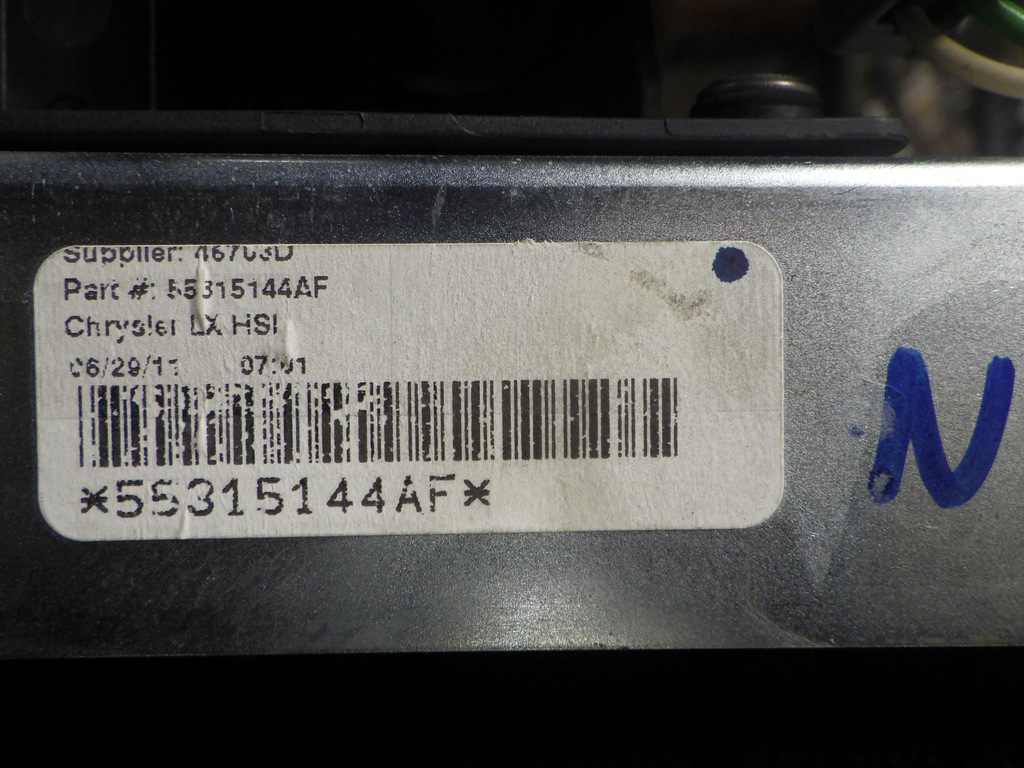 Supplier: 46703D
Part #: 55315144AF
Chrysler LX HSI
06/29/11 07:01
*55315144AF*
N